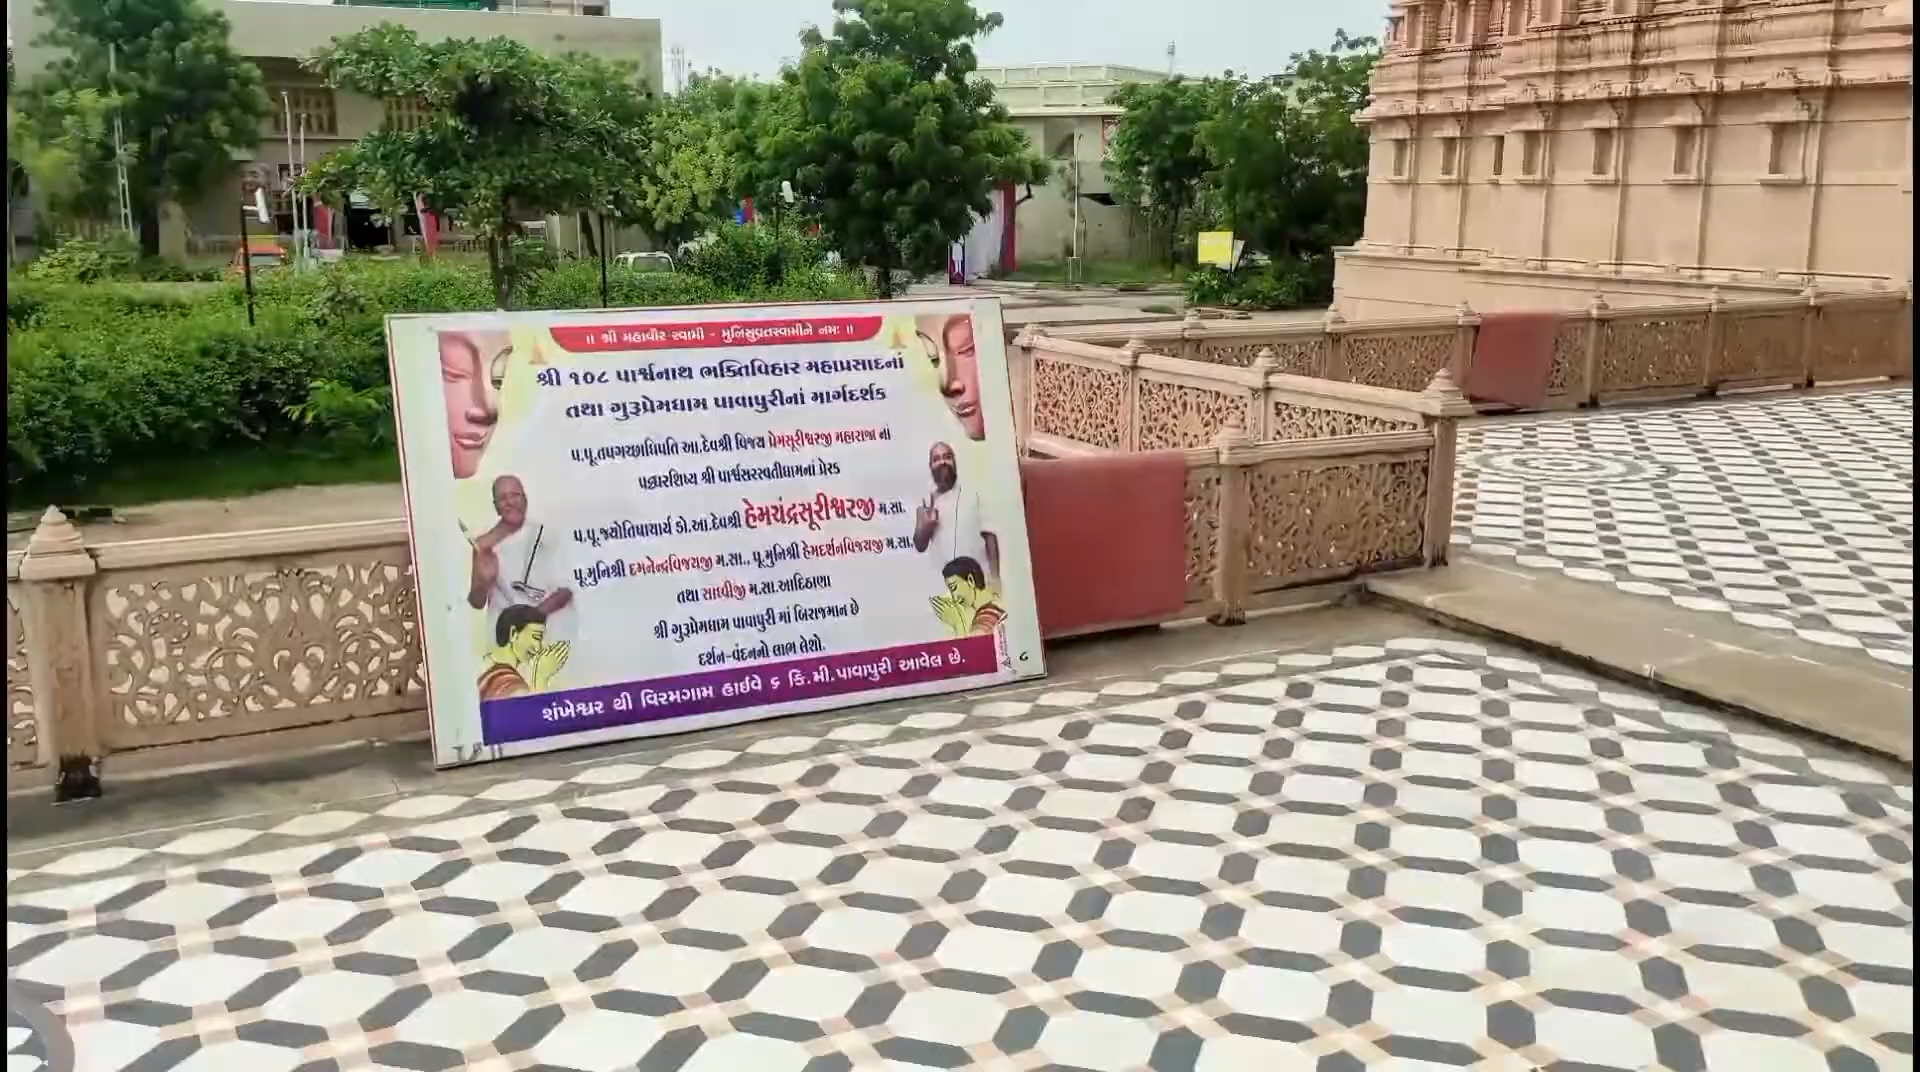 ॥ શ્રી મહાવીર સ્વામી - મુનિસુવ્રતસ્વામીને નમઃ ॥
શ્રી ૧૦૮ પાર્શ્વનાથ ભક્તિવિહાર મહાપ્રસાદનાં
તથા ગુરૂપ્રેમધામ પાવાપુરીનાં માર્ગદર્શક
પ.પૂ.તપગચ્છાધિપતિ આ.દેવશ્રી વિજય પ્રેમસૂરીશ્વરજી મહારાજા નાં
પટ્ટધરશિષ્ય શ્રી પાર્શ્વસરસ્વતીધામનાં પ્રેરક
પ.પૂ.જ્યોતિષાચાર્ય ડો.આ.દેવશ્રી હેમચંદ્રસૂરીશ્વરજી મ.સા.
પૂ.મુનિશ્રી દમનેન્દ્રવિજયજી મ.સા., પૂ.મુનિશ્રી હેમદર્શનવિજયજી મ.સા.
તથા સાધ્વીજી મ.સા.આદિઠાણા
શ્રી ગુરૂપ્રેમધામ પાવાપુરી માં બિરાજમાન છે
દર્શન-વંદનનો લાભ લેશો.
શંખેશ્વર થી વિરમગામ હાઇવે ૬ કિ.મી.પાવાપુરી આવેલ છે.
૮